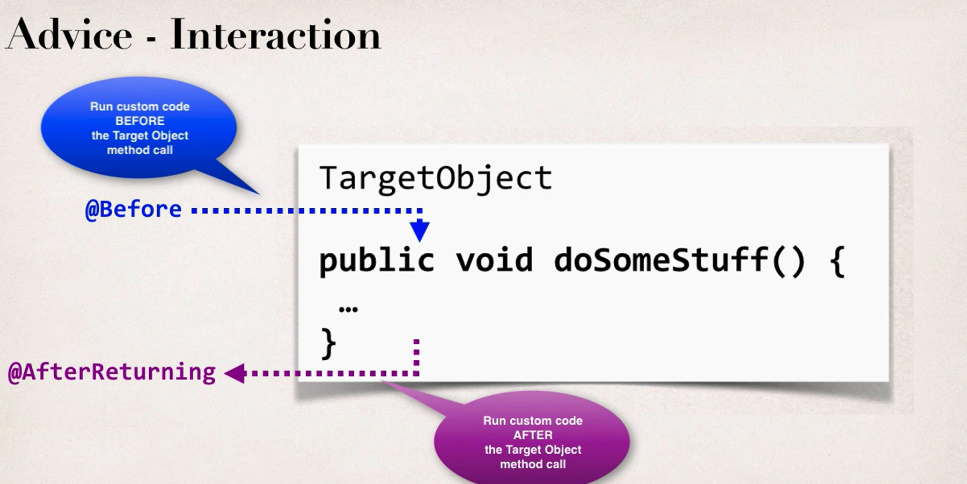 Advice - Interaction
Run custom code
BEFORE
the Target Object
method call
TargetObject
@Before
public void doSomeStuff() {
…
}
@AfterReturning
Run custom code
AFTER
the Target Object
method call